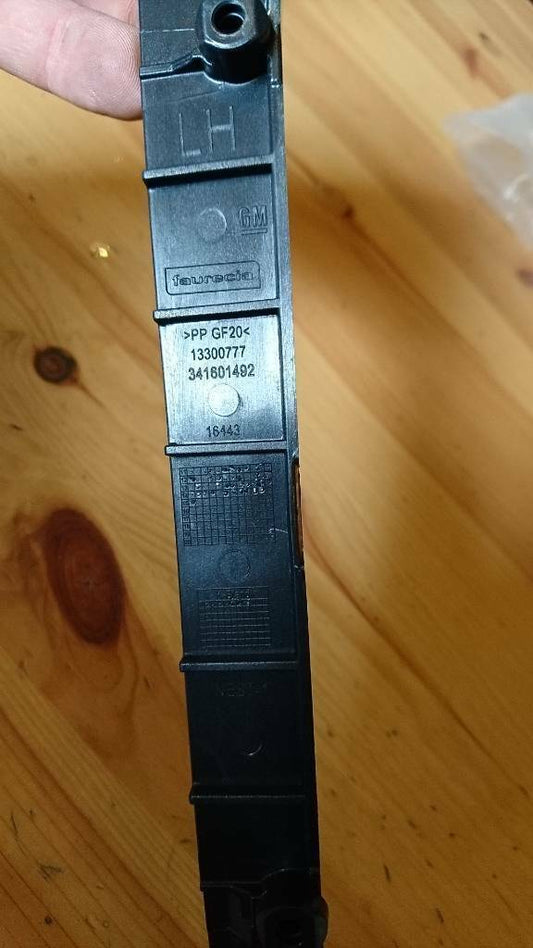 LH
GM
faurecia
>PP GF20<
13300777
341601492
16443